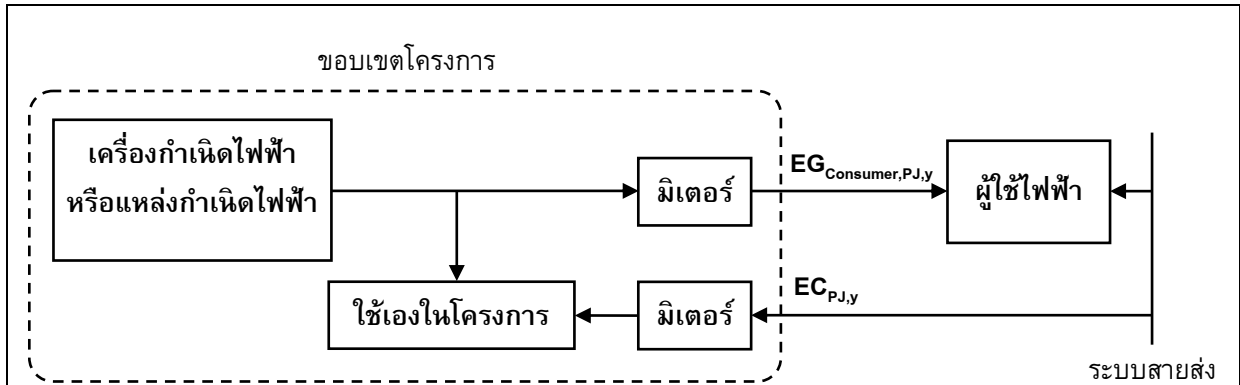 ขอบเขตโครงการ
เครื่องกำเนิดไฟฟ้า
หรือแหล่งกำเนิดไฟฟ้า
มิเตอร์
EG Consumer,PJ,y
ผู้ใช้ไฟฟ้า
ใช้เองในโครงการ
มิเตอร์
EC PJ,y
ระบบสายส่ง